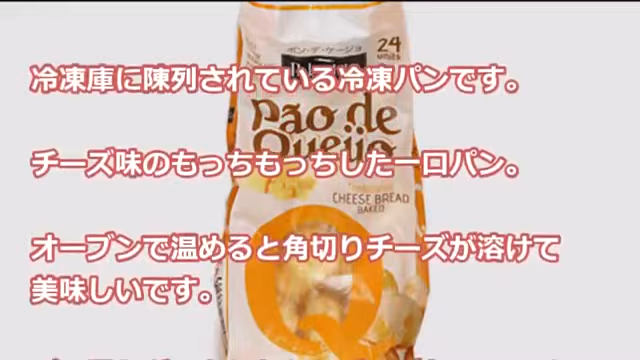 ポン・デ・ケージョ
24
units
冷凍庫に陳列されている冷凍パンです。
Pão de
Queijo
チーズ味のもっちもっちした一口パン。
CHEESE BREAD
BAKED
オーブンで温めると角切りチーズが溶けて
美味しいです。